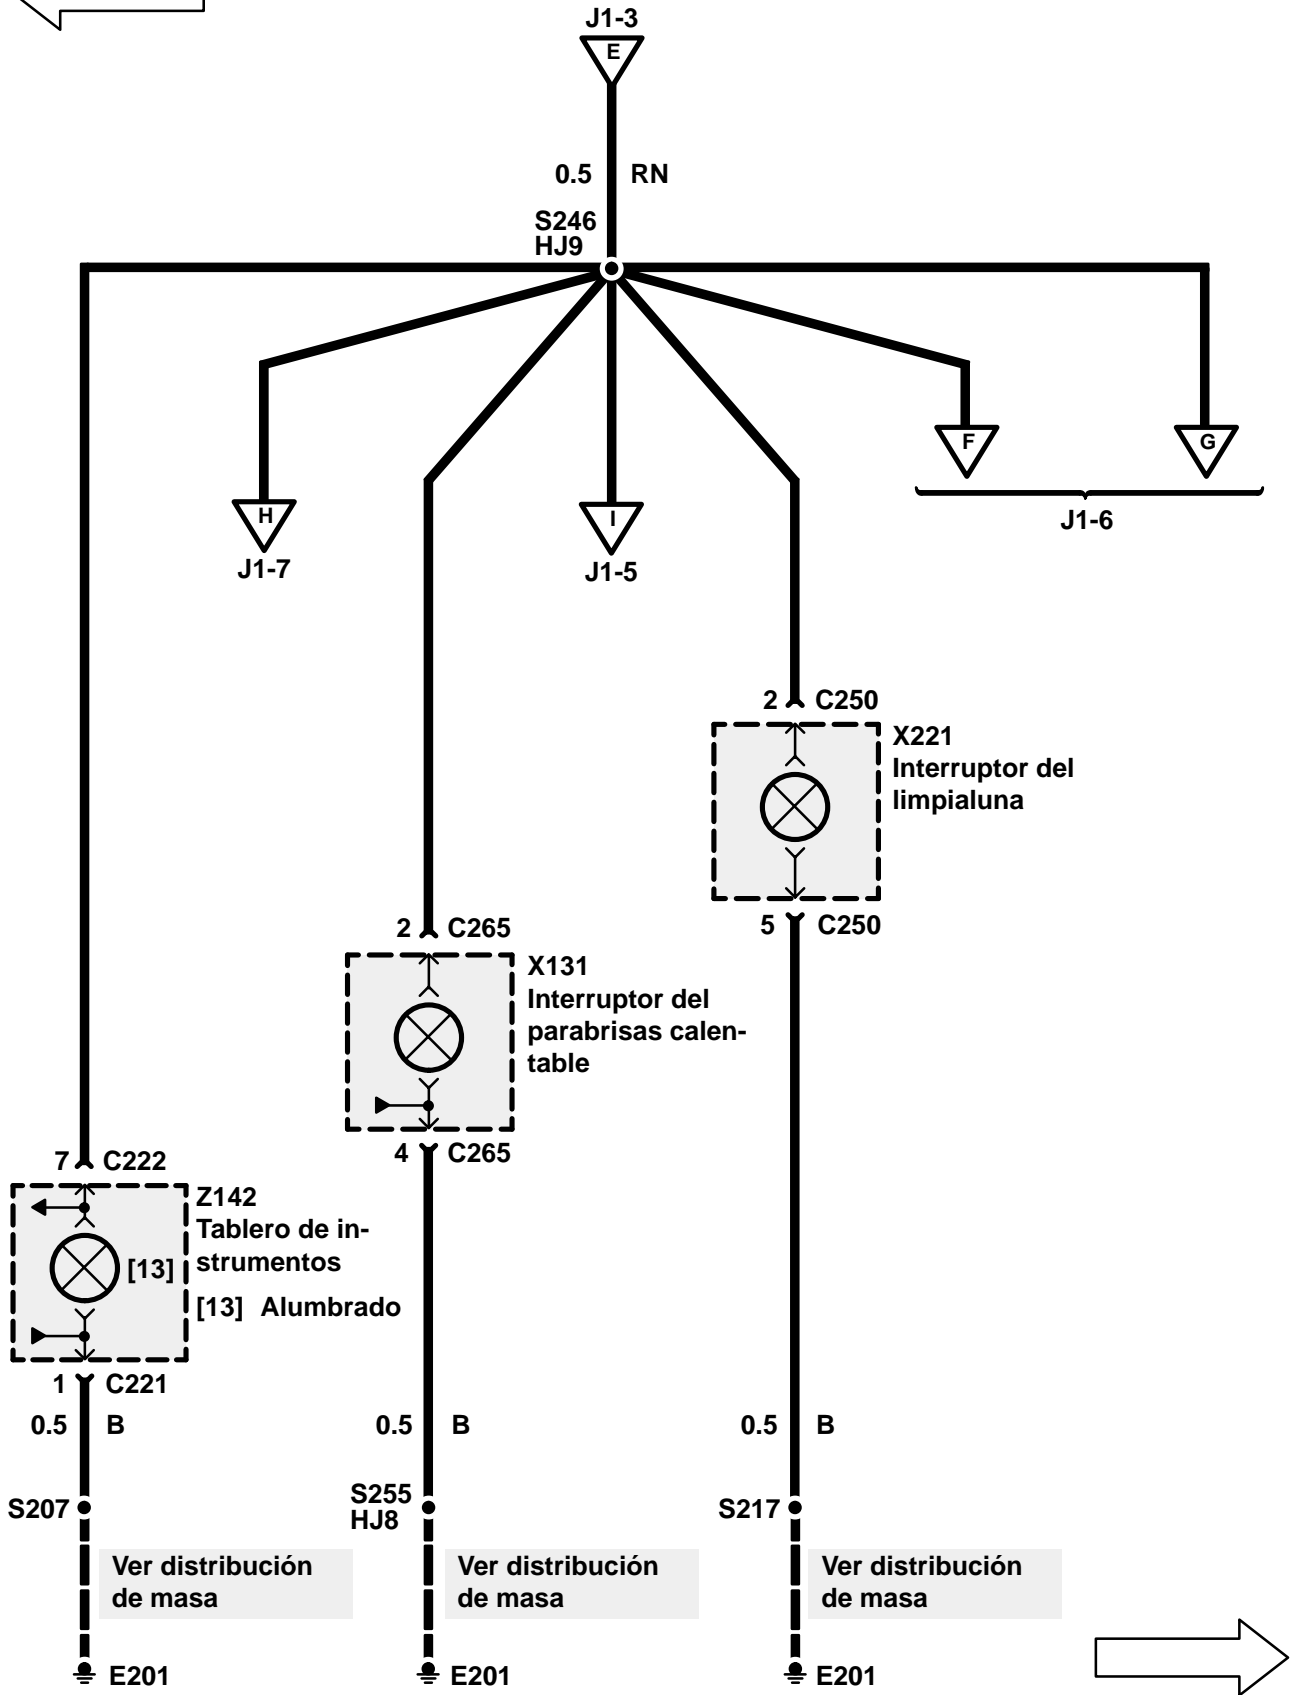 J1-3
E
0.5 RN
S246
HJ9
F
G
J1-6
H
J1-7
I
J1-5
2 C250
X221
Interruptor del
limpialuna
5 C250
2 C265
X131
Interruptor del
parabrisas calen-
table
4 C265
7 C222
Z142
Tablero de in-
strumentos
[13]
[13] Alumbrado
1 C221
0.5 B
0.5 B
0.5 B
S207
S255
HJ8
S217
Ver distribución
de masa
Ver distribución
de masa
Ver distribución
de masa
E201
E201
E201